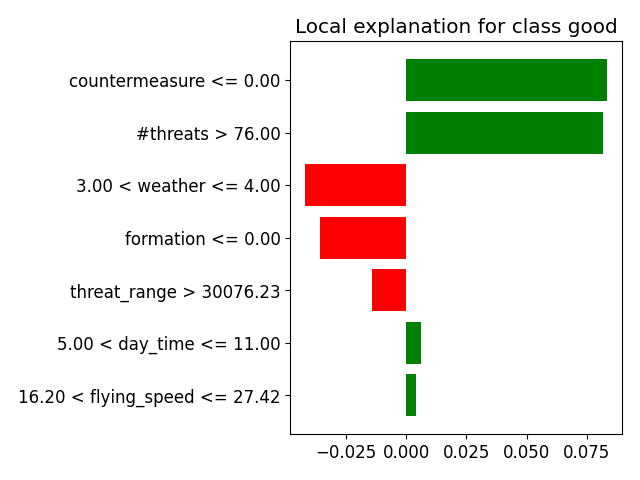 Local explanation for class good
countermeasure <= 0.00
#threats > 76.00
3.00 < weather <= 4.00
formation <= 0.00
threat_range > 30076.23
5.00 < day_time <= 11.00
16.20 < flying_speed <= 27.42
−0.025 0.000 0.025 0.050 0.075